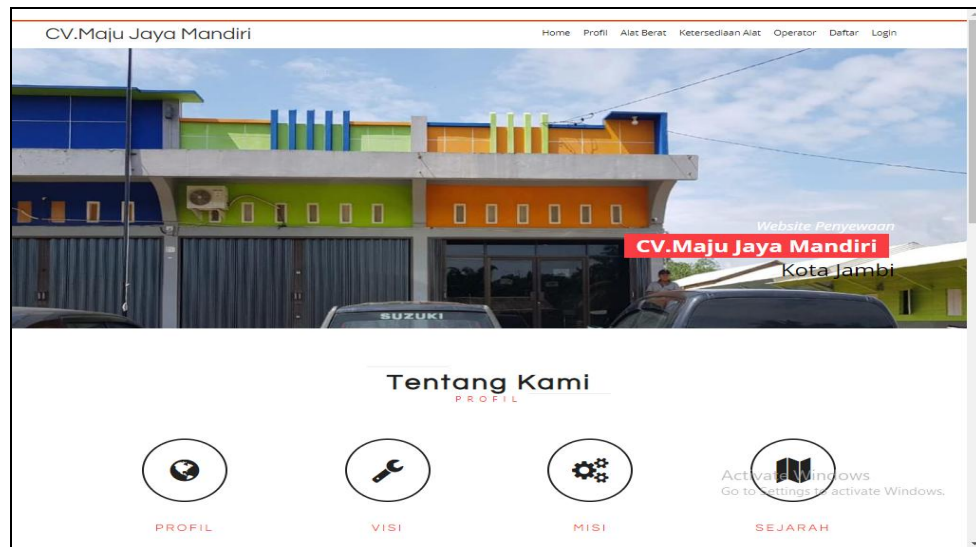 CV.Maju Jaya Mandiri
Home Profil Alat Berat Ketersediaan Alat Operator Daftar Login
Website Penyewaan
CV.Maju Jaya Mandiri
Kota Jambi
SUZUKI
Tentang Kami
PROFIL
Activate Windows
Go to Settings to activate Windows.
PROFIL VISI MISI SEJARAH